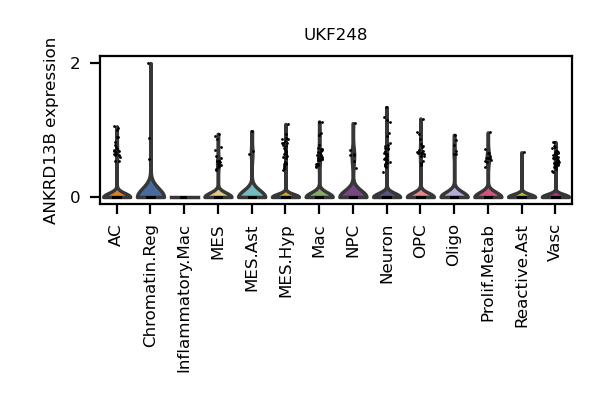 UKF248
ANKRD13B expression
2
0
AC
Chromatin.Reg
Inflammatory.Mac
MES
MES.Ast
MES.Hyp
Mac
NPC
Neuron
OPC
Oligo
Prolif.Metab
Reactive.Ast
Vasc